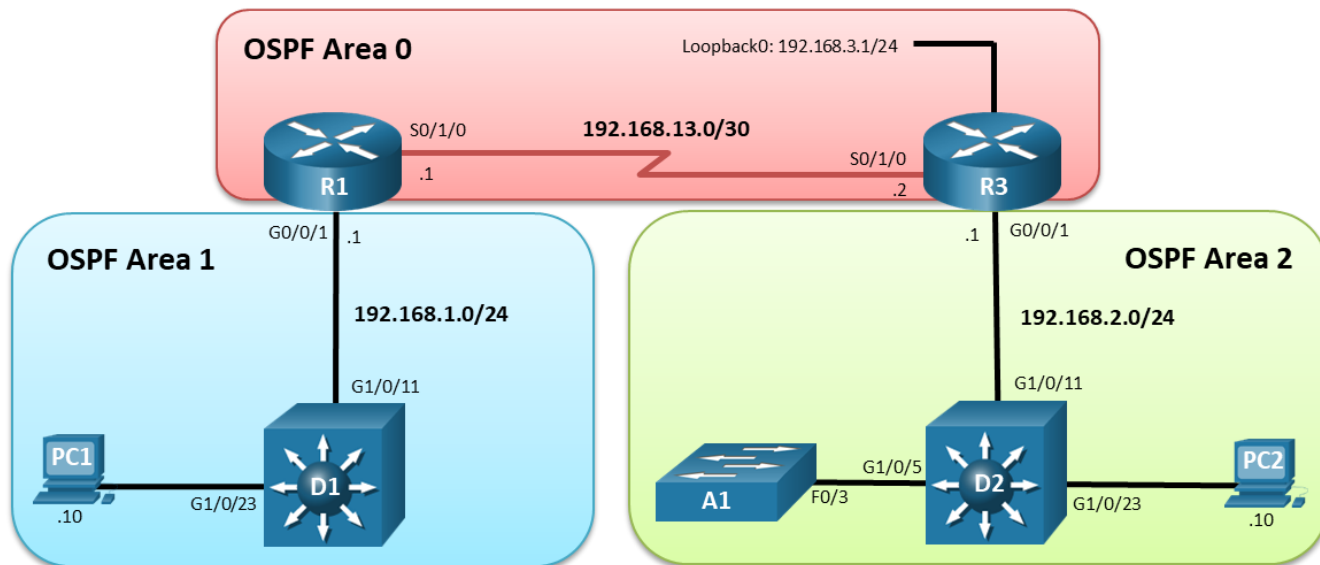 OSPF Area 0
Loopback0: 192.168.3.1/24
S0/1/0
192.168.13.0/30
S0/1/0
R1
.1
.2
R3
G0/0/1
.1
.1
G0/0/1
OSPF Area 1
OSPF Area 2
192.168.1.0/24
192.168.2.0/24
G1/0/11
G1/0/11
PC1
D1
G1/0/23
.10
A1
F0/3
G1/0/5
D2
G1/0/23
PC2
.10